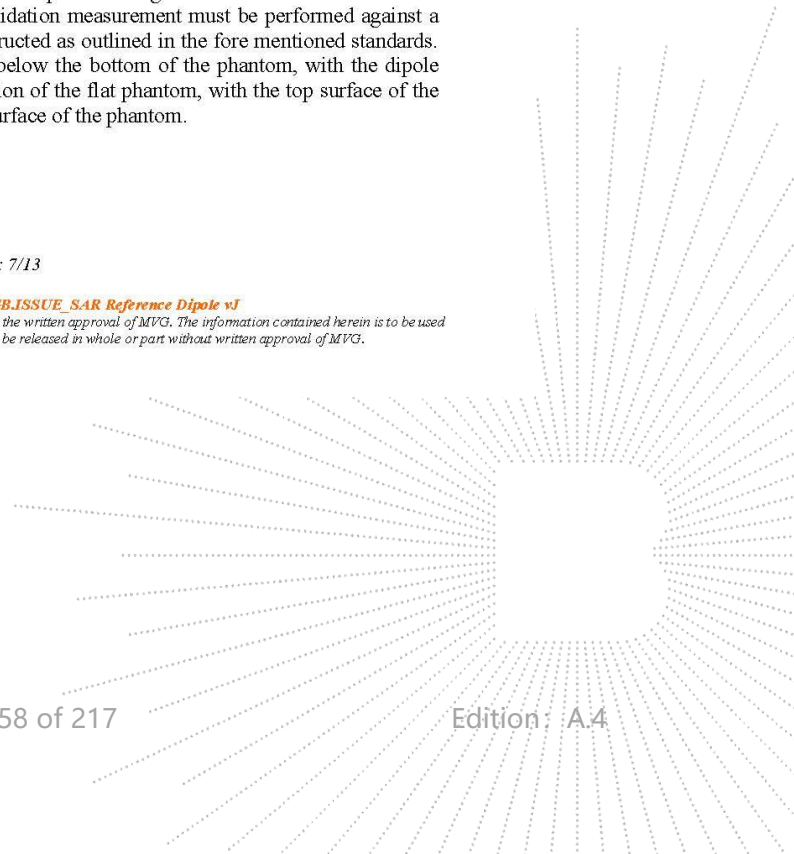 idation measurement must be performed against a
ructed as outlined in the fore mentioned standards.
below the bottom of the phantom, with the dipole
ion of the flat phantom, with the top surface of the
urface of the phantom.
: 7/13
B.ISSUE_SAR Reference Dipole vJ
the written approval of MVG. The information contained herein is to be used
be released in whole or part without written approval of MVG.
58 of 217
Edition: A.4